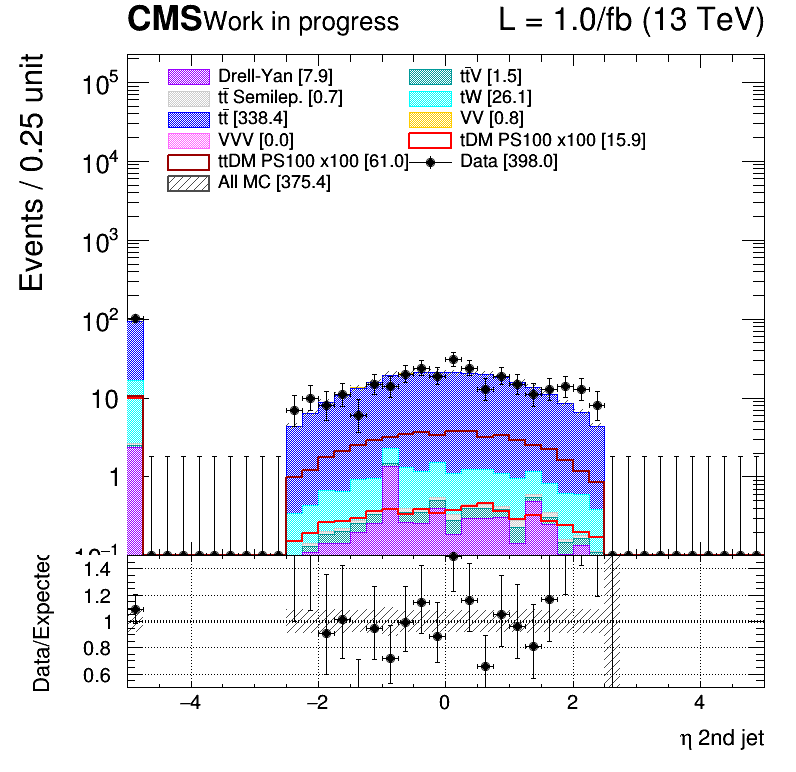 CMS Work in progress L = 1.0/fb (13 TeV)
Drell-Yan [7.9] tt̄V [1.5]
tt̄ Semilep. [0.7] tW [26.1]
tt̄ [338.4] VV [0.8]
VVV [0.0] tDM PS100 x100 [15.9]
ttDM PS100 x100 [61.0] Data [398.0]
All MC [375.4]
Events / 0.25 unit
10⁵
10⁴
10³
10²
10
1
10⁻¹
Data/Expected
1.4
1.2
1
0.8
0.6
−4 −2 0 2 4
η 2nd jet